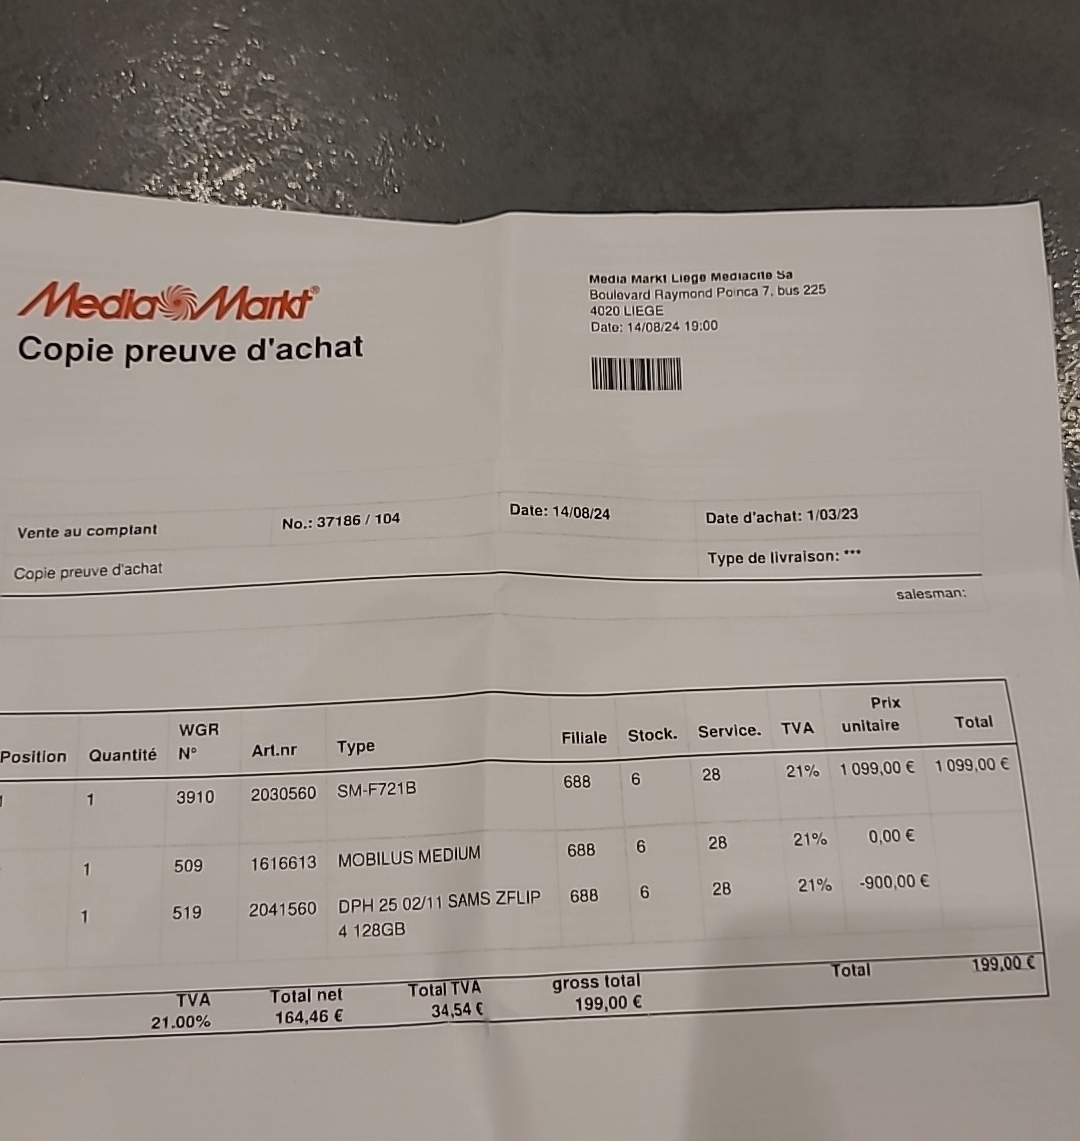 Media Markt®
Copie preuve d'achat
Media Markt Liege Mediacite Sa
Boulevard Raymond Poinca 7, bus 225
4020 LIEGE
Date: 14/08/24 19:00
Vente au comptant No.: 37186 / 104 Date: 14/08/24 Date d'achat: 1/03/23
Copie preuve d'achat Type de livraison: ***
salesman:
Position Quantité WGR N° Art.nr Type Filiale Stock. Service. TVA Prix unitaire Total
1 1 3910 2030560 SM-F721B 688 6 28 21% 1 099,00 € 1 099,00 €
1 509 1616613 MOBILUS MEDIUM 688 6 28 21% 0,00 €
1 519 2041560 DPH 25 02/11 SAMS ZFLIP 688 6 28 21% -900,00 €
4 128GB
Total 199,00 €
TVA Total net Total TVA gross total
21.00% 164,46 € 34,54 € 199,00 €